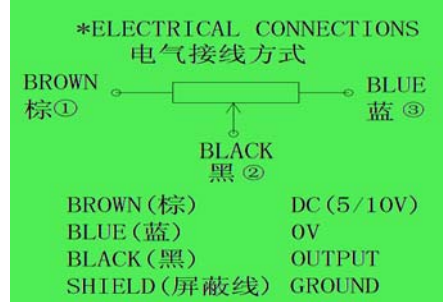 *ELECTRICAL CONNECTIONS
电气接线方式
BROWN
棕①
BLUE
蓝③
BLACK
黑②
BROWN(棕) DC(5/10V)
BLUE(蓝) 0V
BLACK(黑) OUTPUT
SHIELD(屏蔽线) GROUND